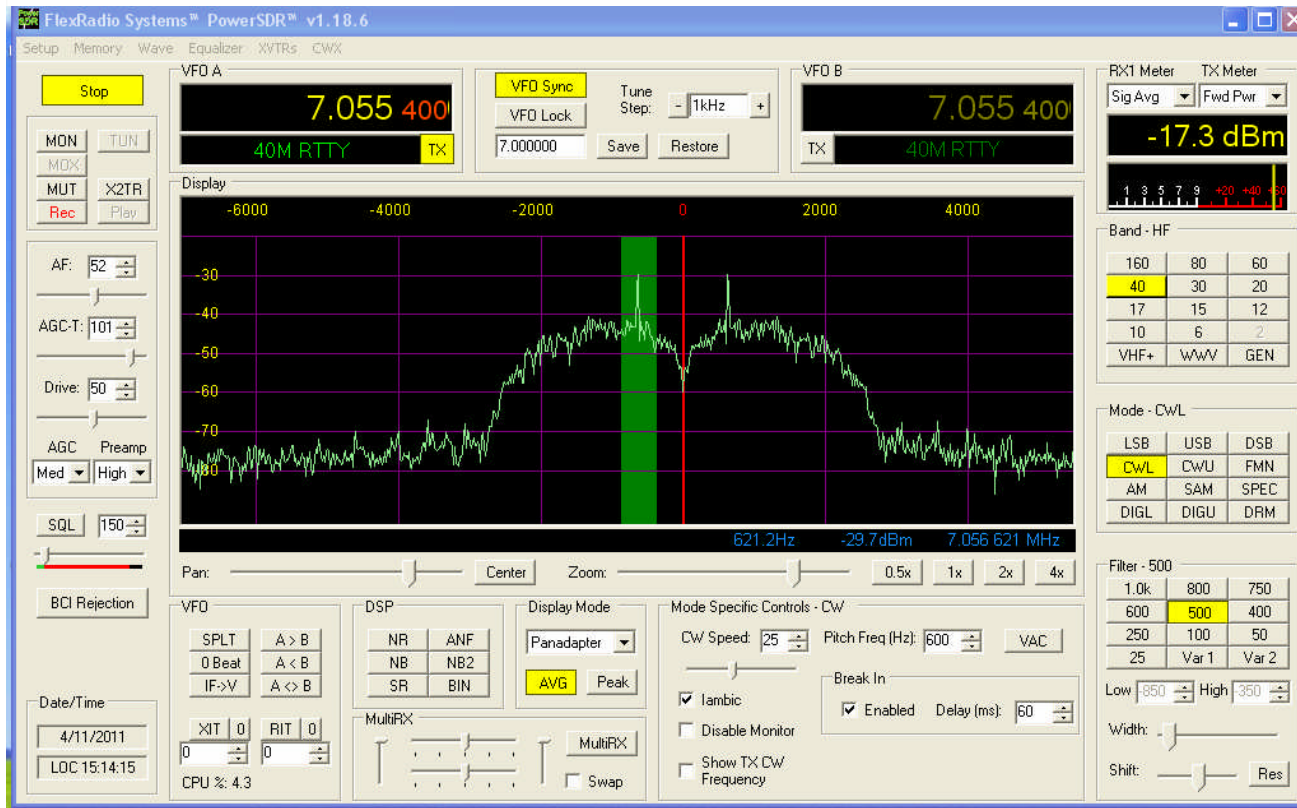 FlexRadio Systems™ PowerSDR™ v1.18.6
Setup Memory Wave Equalizer XVTRs CWX
Stop
MON TUN
MOX
MUT X2TR
Rec Play
AF: 52
AGC-T: 101
Drive: 50
AGC Preamp
Med High
SQL 150
BCI Rejection
Date/Time
4/11/2011
LOC 15:14:15
VFO A
7.055 400
40M RTTY TX
VFO Sync
VFO Lock
7.000000 Save Restore
Tune
Step: - 1kHz +
VFO B
7.055 400
TX 40M RTTY
RX1 Meter TX Meter
Sig Avg Fwd Pwr
-17.3 dBm
1 3 5 7 9 +20 +40 +60
Display
-6000 -4000 -2000 0 2000 4000
-30
-40
-50
-60
-70
-80
621.2Hz -29.7dBm 7.056 621 MHz
Pan: Center Zoom: 0.5x 1x 2x 4x
Band - HF
160 80 60
40 30 20
17 15 12
10 6 2
VHF+ WWV GEN
Mode - CWL
LSB USB DSB
CWL CWU FMN
AM SAM SPEC
DIGL DIGU DRM
Filter - 500
1.0k 800 750
600 500 400
250 100 50
25 Var 1 Var 2
Low -850 High -350
Width:
Shift: Res
VFO
SPLT A > B
0 Beat A < B
IF->V A <> B
XIT 0 RIT 0
0 0
CPU %: 4.3
DSP
NR ANF
NB NB2
SR BIN
Display Mode
Panadapter
AVG Peak
MultiRX
MultiRX
Swap
Mode Specific Controls - CW
CW Speed: 25 Pitch Freq (Hz): 600 VAC
Iambic
Disable Monitor
Show TX CW
Frequency
Break In
Enabled Delay (ms): 60